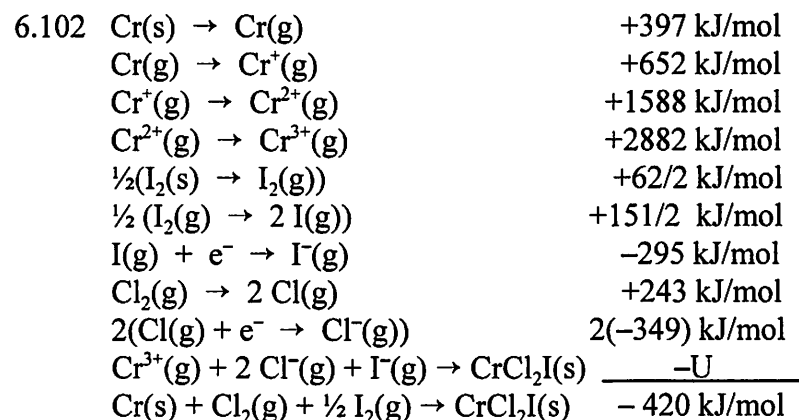 6.102 Cr(s) → Cr(g) +397 kJ/mol
Cr(g) → Cr⁺(g) +652 kJ/mol
Cr⁺(g) → Cr²⁺(g) +1588 kJ/mol
Cr²⁺(g) → Cr³⁺(g) +2882 kJ/mol
½(I₂(s) → I₂(g)) +62/2 kJ/mol
½ (I₂(g) → 2 I(g)) +151/2 kJ/mol
I(g) + e⁻ → I⁻(g) –295 kJ/mol
Cl₂(g) → 2 Cl(g) +243 kJ/mol
2(Cl(g) + e⁻ → Cl⁻(g)) 2(–349) kJ/mol
Cr³⁺(g) + 2 Cl⁻(g) + I⁻(g) → CrCl₂I(s) –U
Cr(s) + Cl₂(g) + ½ I₂(g) → CrCl₂I(s) – 420 kJ/mol